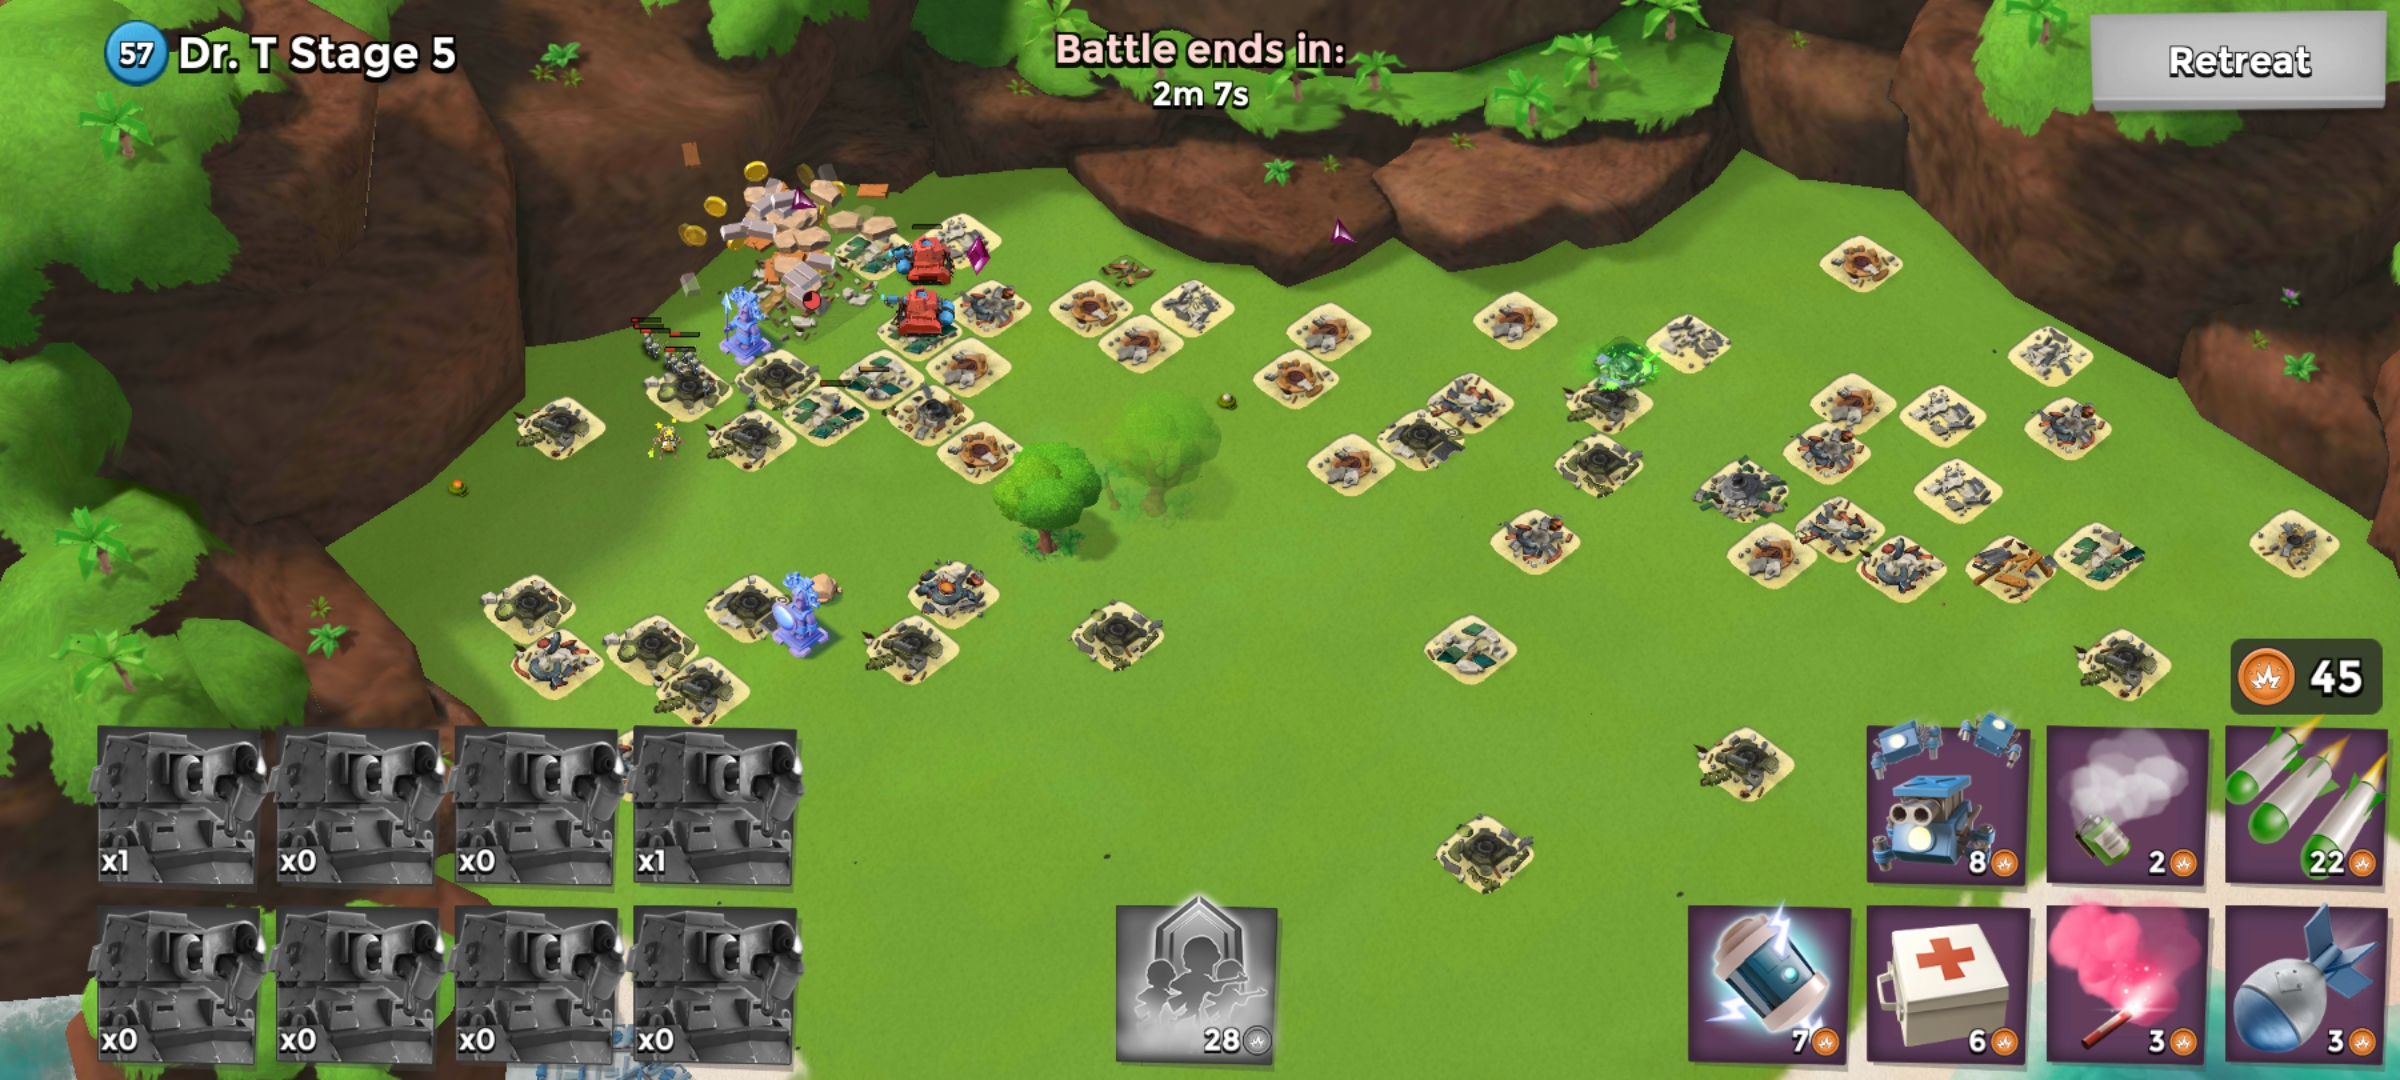 57 Dr. T Stage 5
Battle ends in:
2m 7s
Retreat
45
x1
x0
x0
x1
8
2
22
x0
x0
x0
x0
28
7
6
3
3